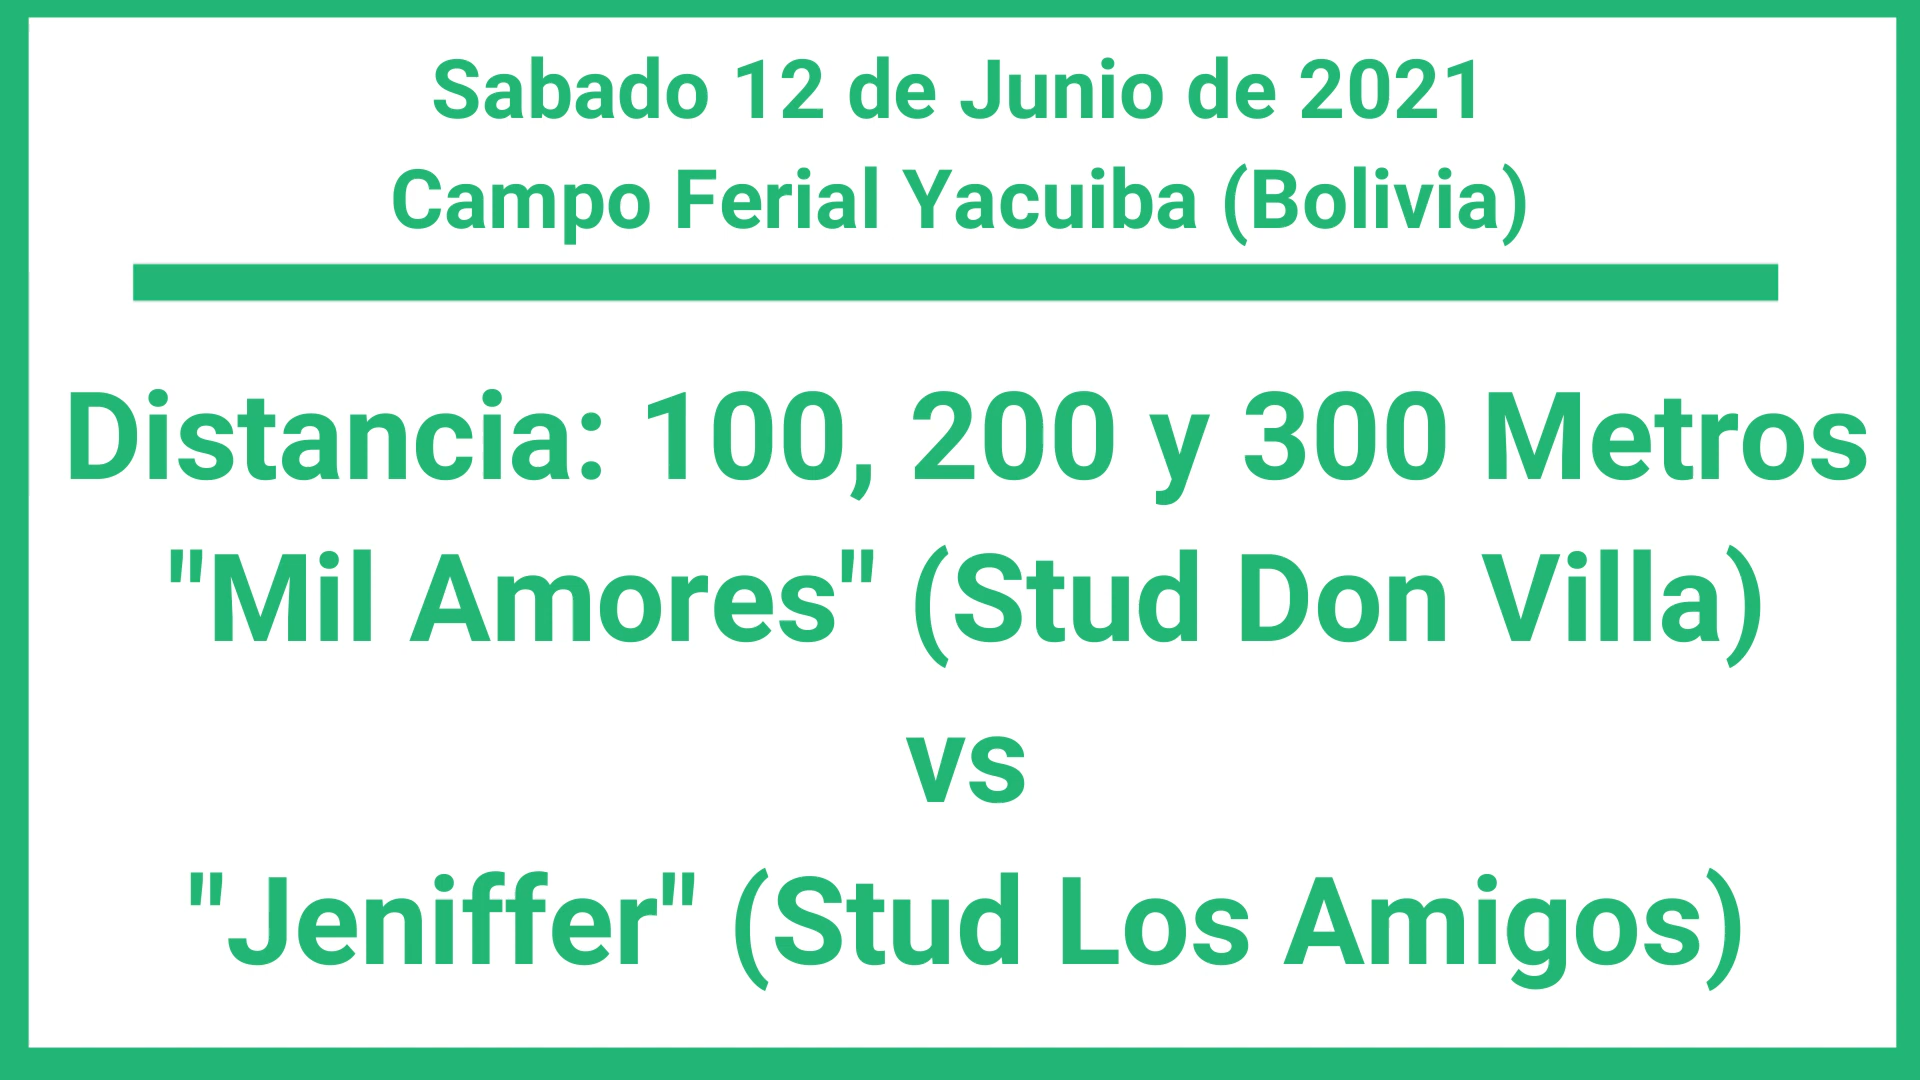 Sabado 12 de Junio de 2021
Campo Ferial Yacuiba (Bolivia)
Distancia: 100, 200 y 300 Metros
"Mil Amores" (Stud Don Villa)
vs
"Jeniffer" (Stud Los Amigos)